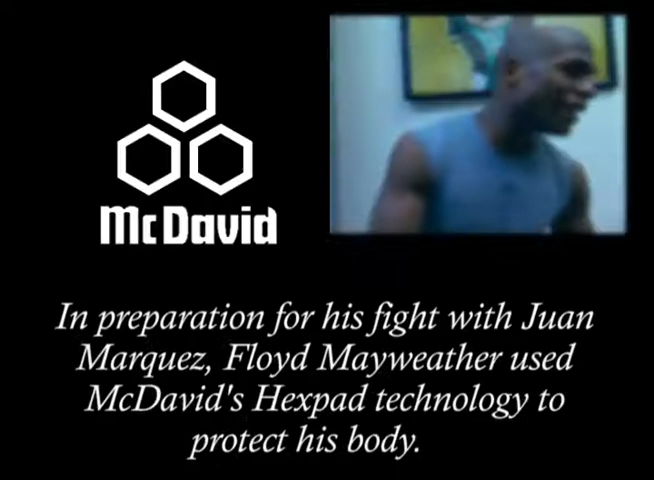 McDavid
In preparation for his fight with Juan
Marquez, Floyd Mayweather used
McDavid's Hexpad technology to
protect his body.